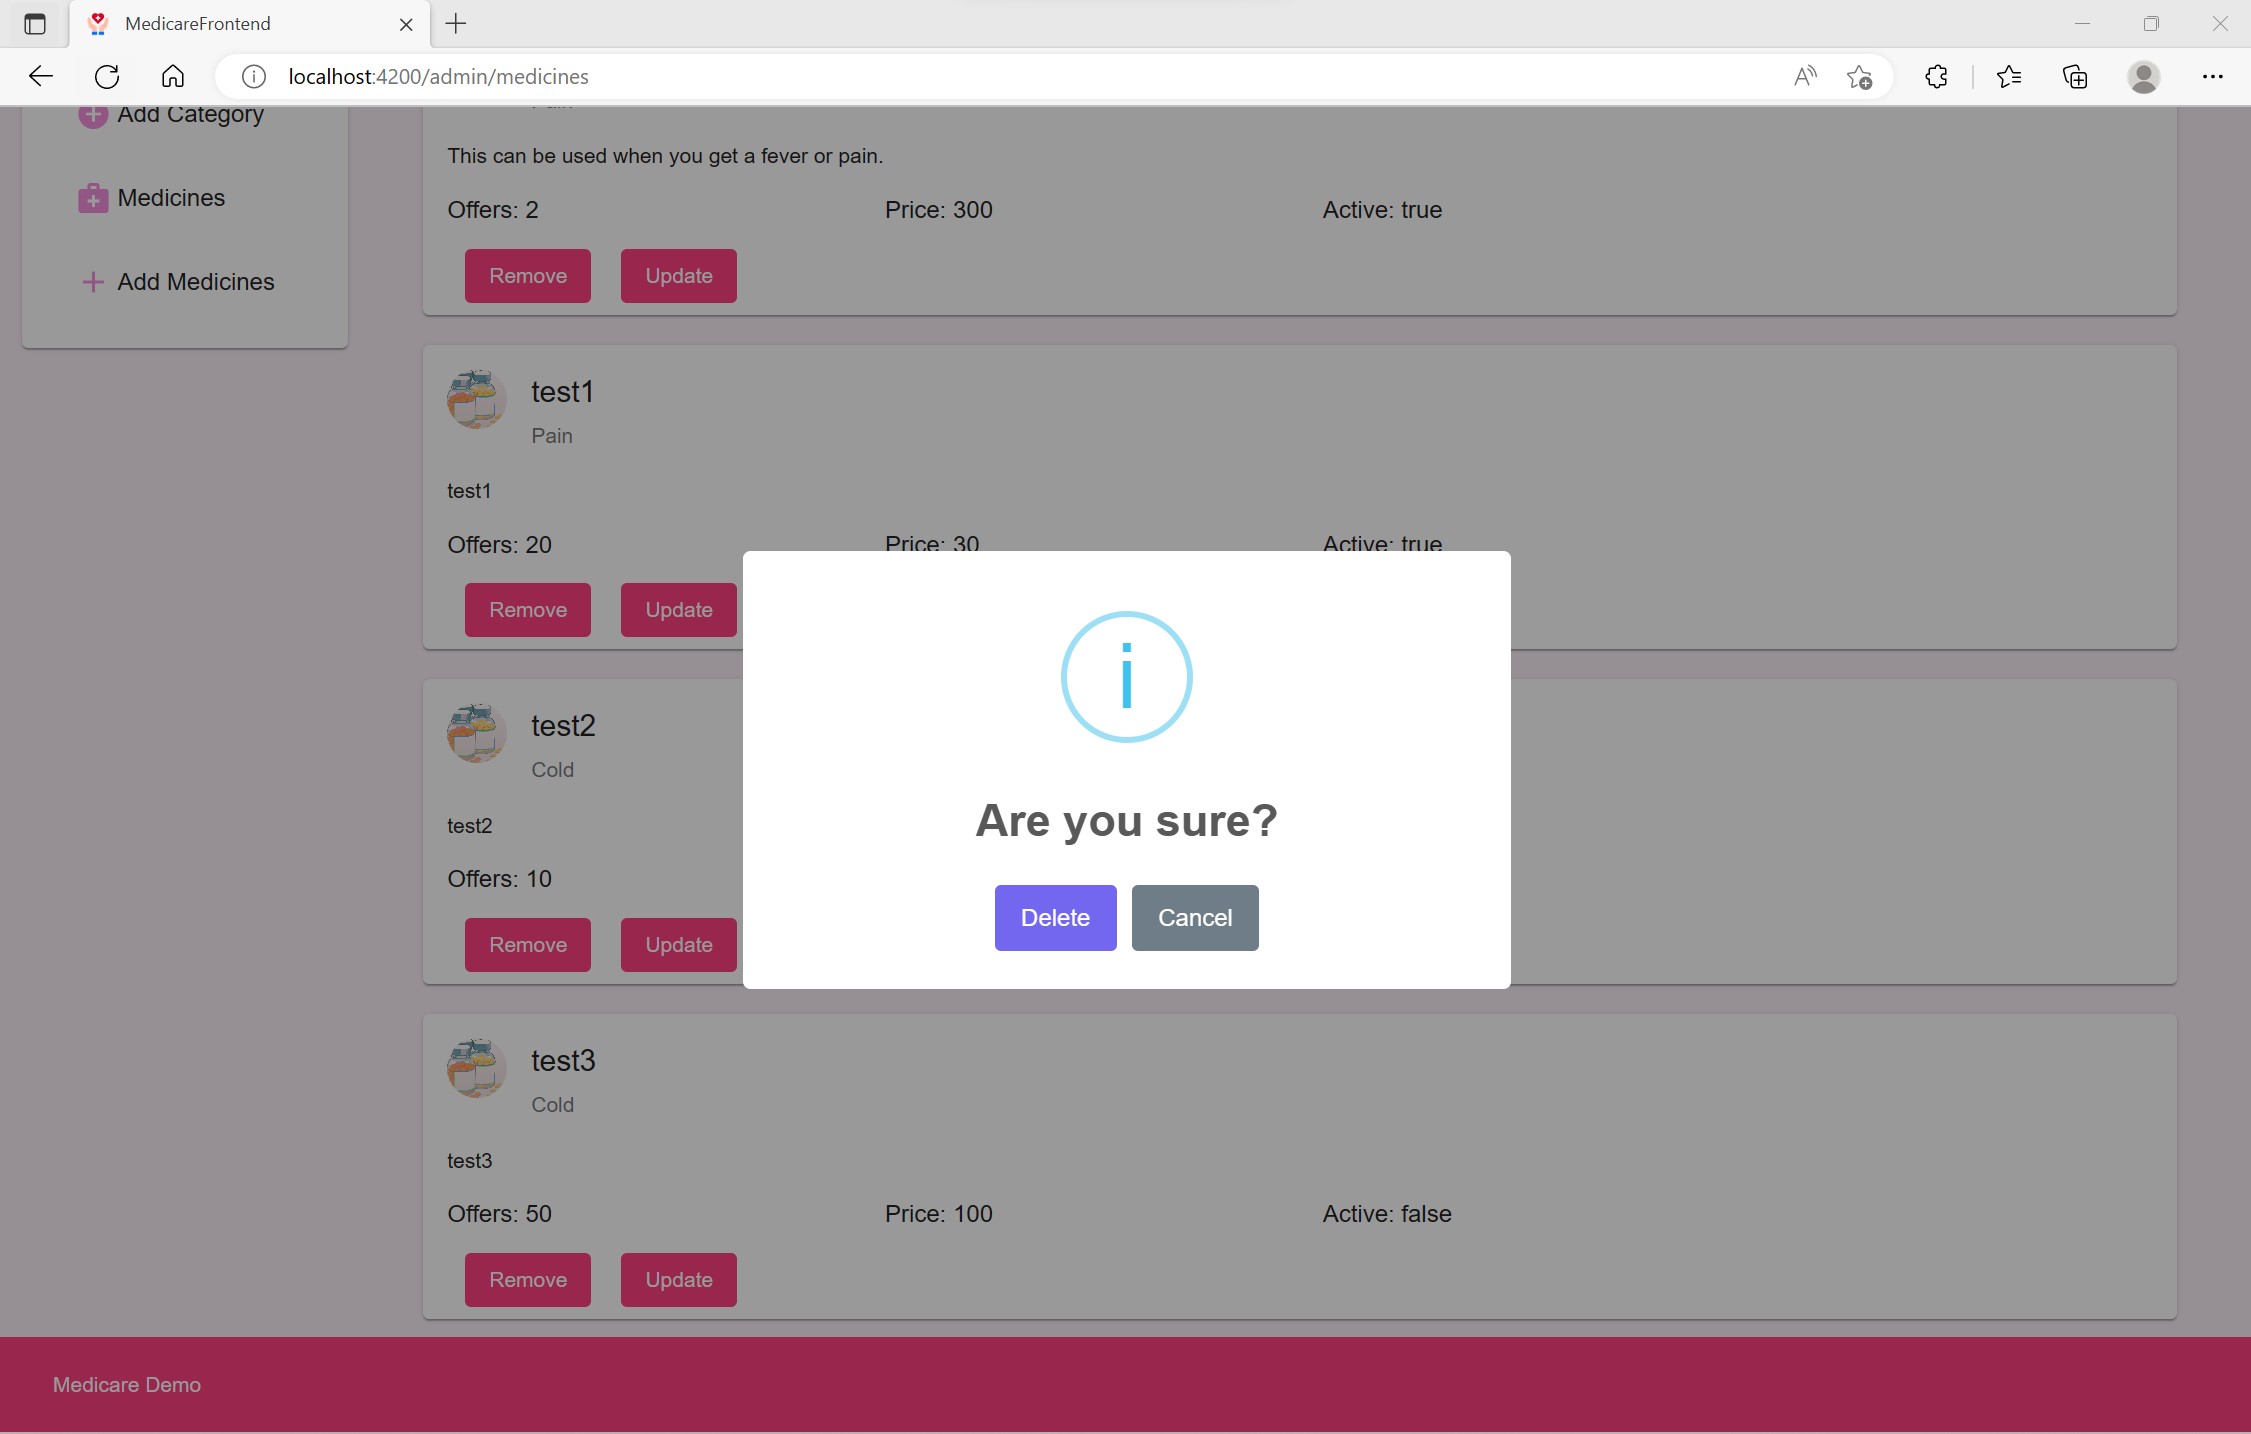 MedicareFrontend
localhost:4200/admin/medicines
Add Category
Medicines
Add Medicines
This can be used when you get a fever or pain.
Offers: 2 Price: 300 Active: true
Remove Update
test1
Pain
test1
Offers: 20 Price: 30 Active: true
Remove Update
test2
Cold
test2
Offers: 10
Remove Update
Are you sure?
Delete Cancel
test3
Cold
test3
Offers: 50 Price: 100 Active: false
Remove Update
Medicare Demo